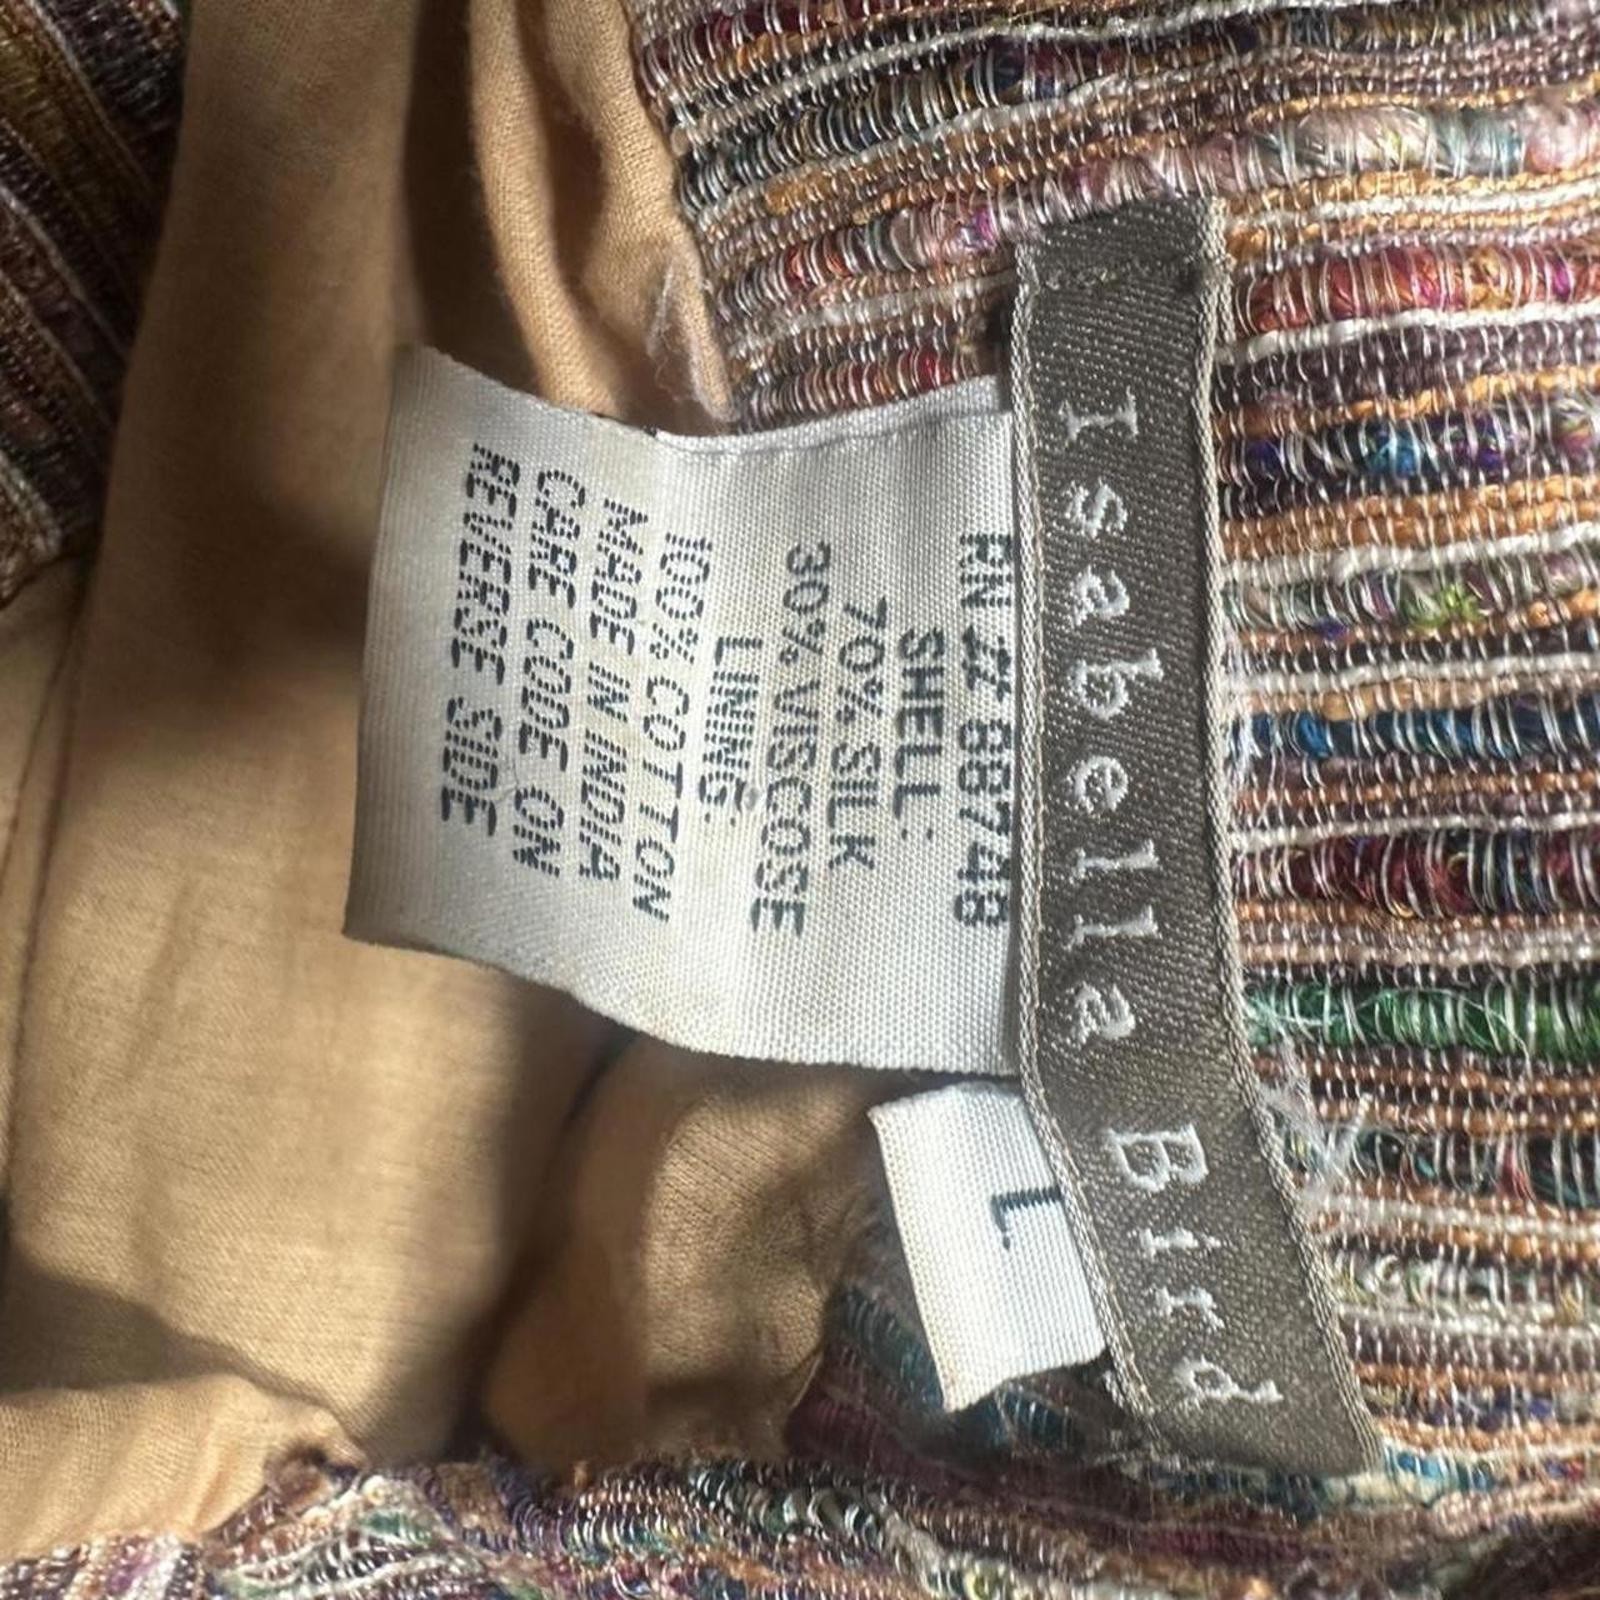 Isabella Bird
RN # 88748
SHELL:
70% SILK
30% VISCOSE
LINING:
100% COTTON
MADE IN INDIA
CARE CODE ON
REVERSE SIDE
L